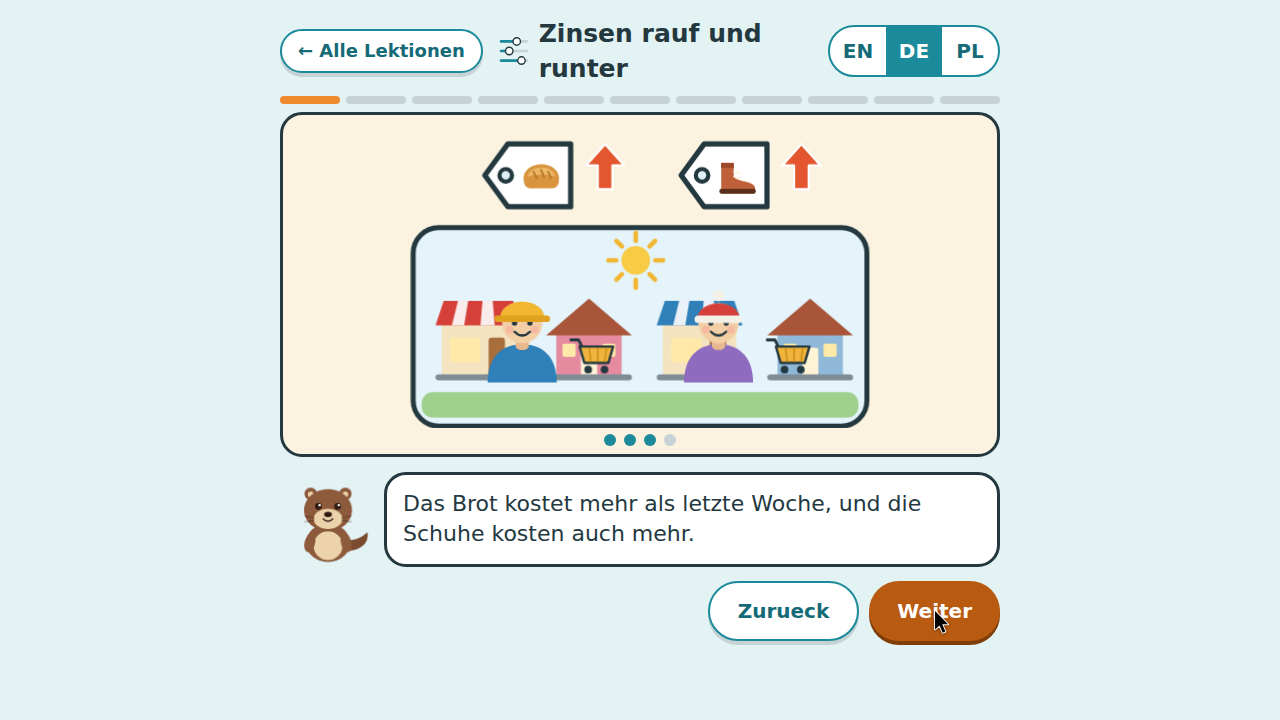 ← Alle Lektionen
Zinsen rauf und
runter
EN DE PL
Das Brot kostet mehr als letzte Woche, und die
Schuhe kosten auch mehr.
Zurueck
Weiter